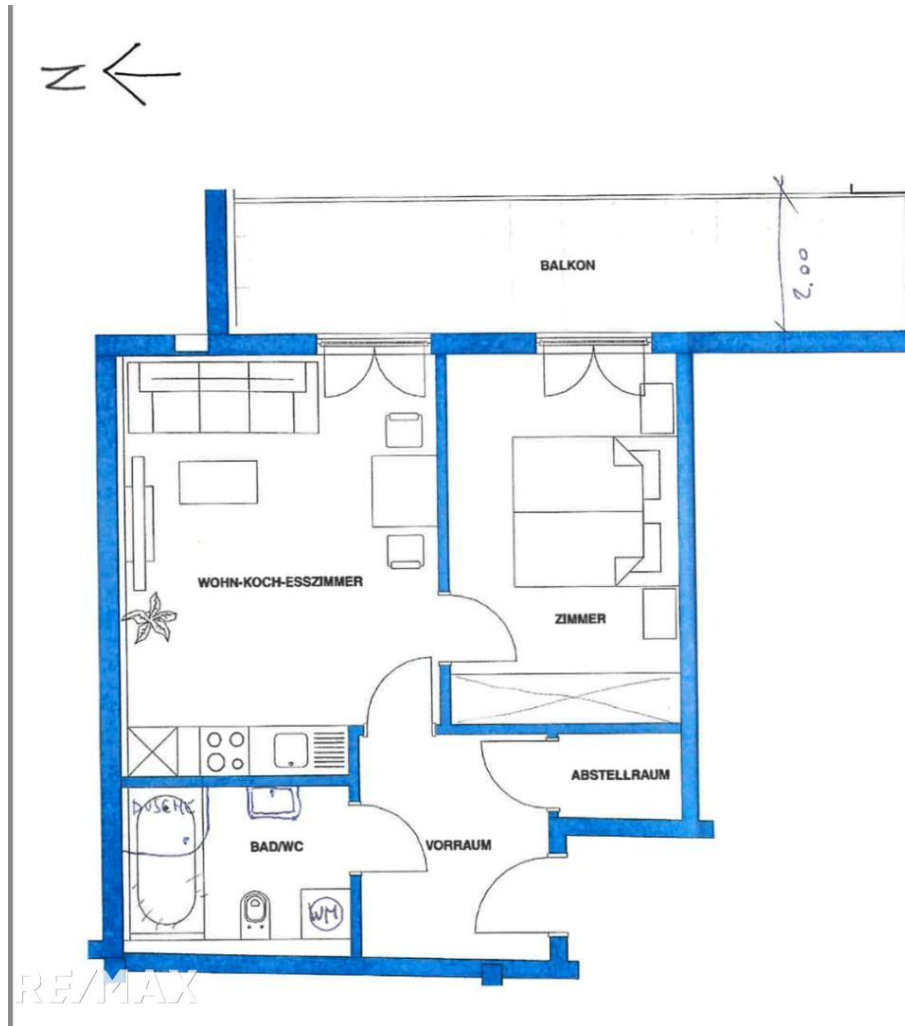 N
BALKON
2.00
WOHN-KOCH-ESSZIMMER
ZIMMER
ABSTELLRAUM
DUSCHE
BAD/WC
VORRAUM
WM
RE/MAX